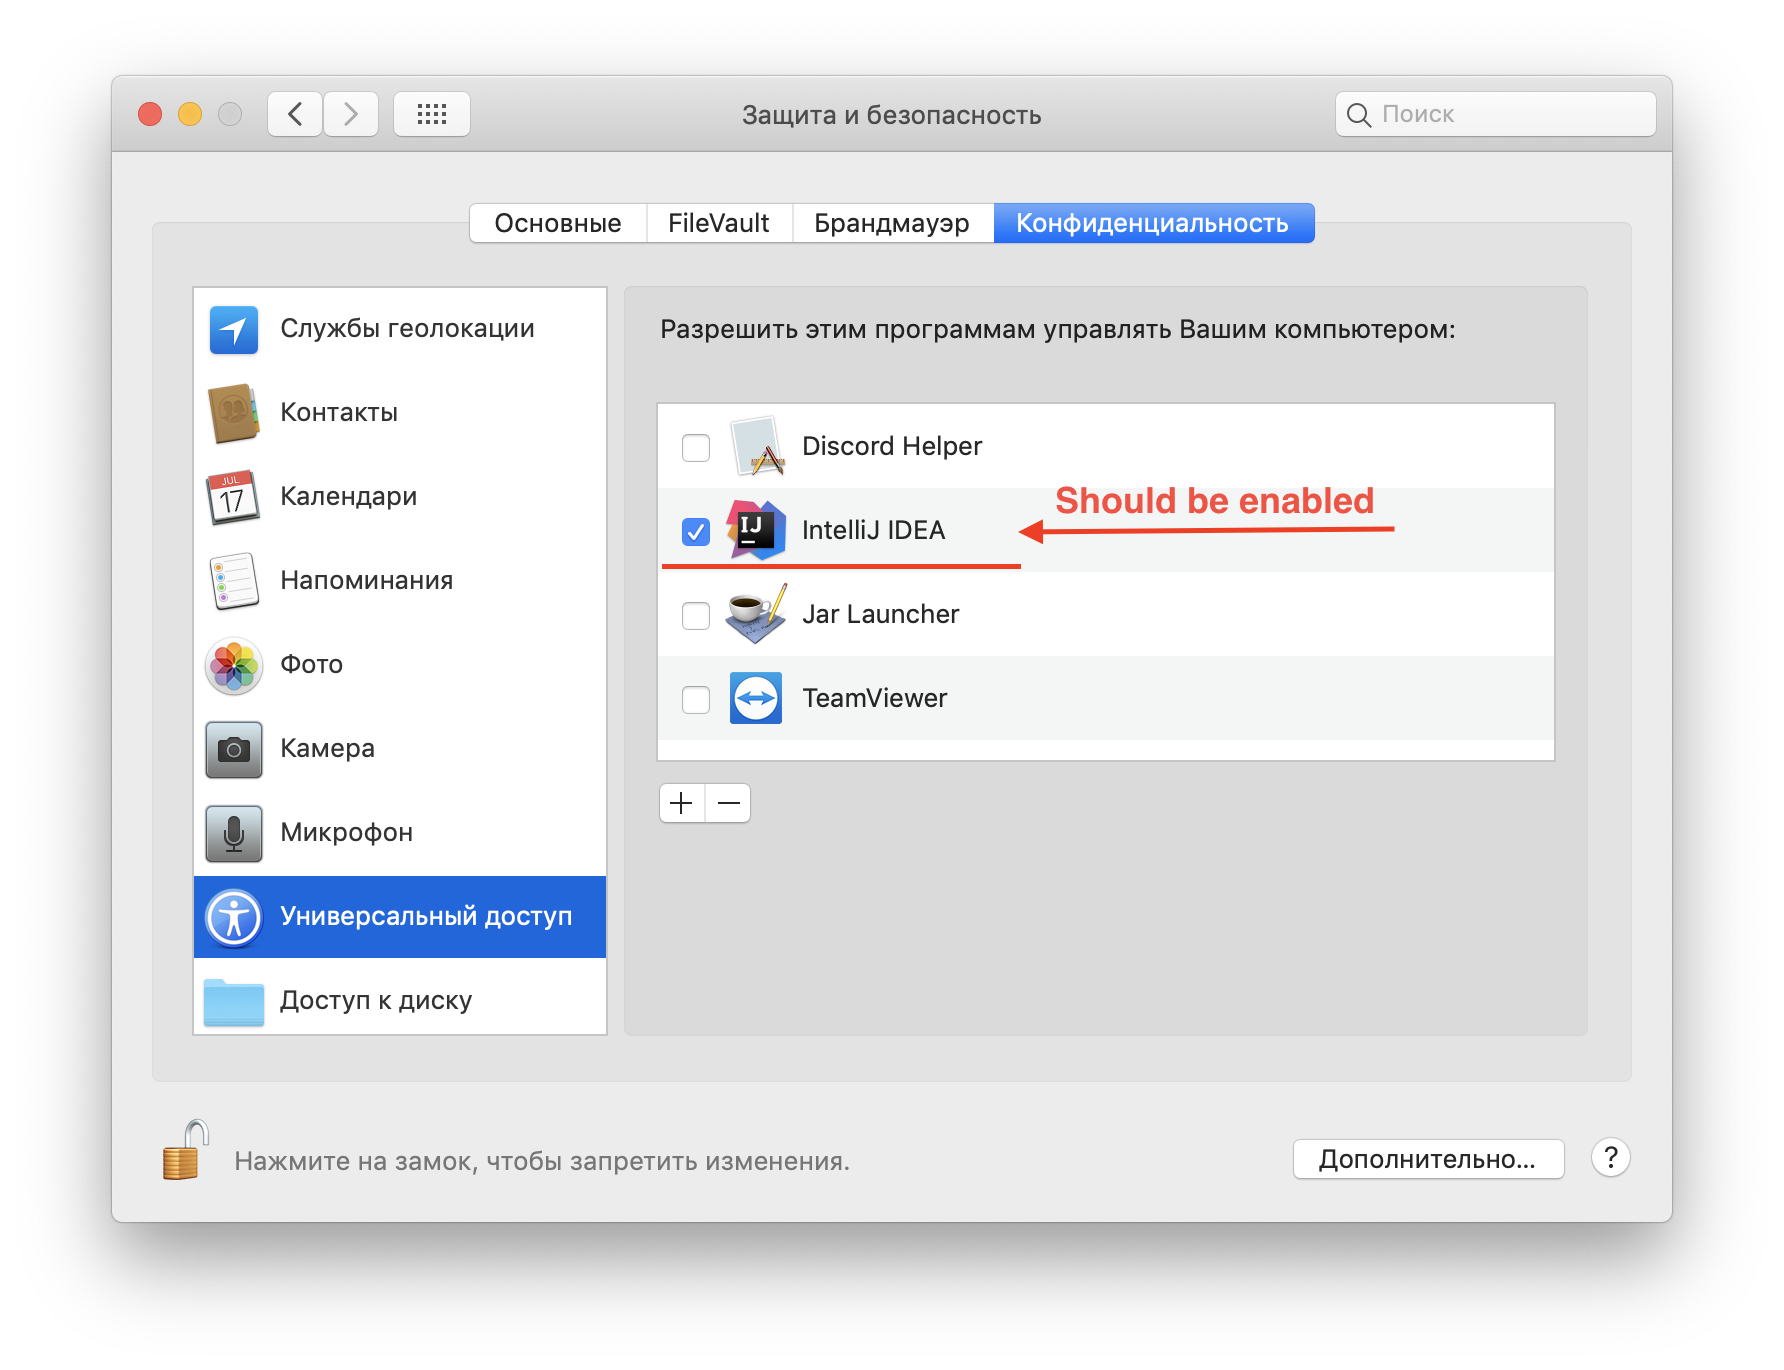 Защита и безопасность
Поиск
Основные
FileVault
Брандмауэр
Конфиденциальность
Службы геолокации
Контакты
JUL
17
Календари
Напоминания
Фото
Камера
Микрофон
Универсальный доступ
Доступ к диску
Разрешить этим программам управлять Вашим компьютером:
Discord Helper
Should be enabled
IJ
IntelliJ IDEA
Jar Launcher
TeamViewer
Нажмите на замок, чтобы запретить изменения.
Дополнительно...
?